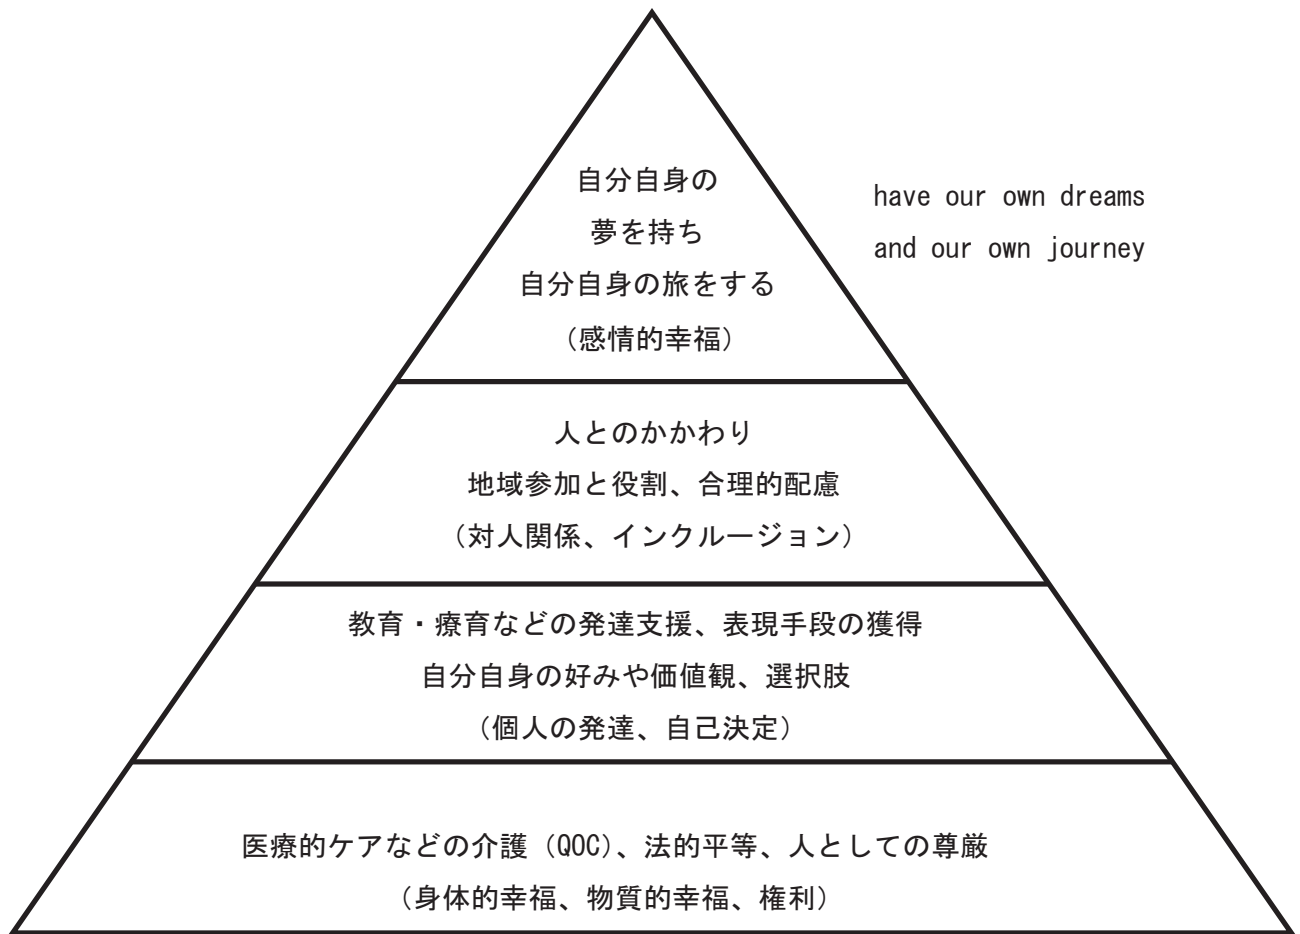 自分自身の
夢を持ち
自分自身の旅をする
（感情的幸福）
have our own dreams
and our own journey
人とのかかわり
地域参加と役割、合理的配慮
（対人関係、インクルージョン）
教育・療育などの発達支援、表現手段の獲得
自分自身の好みや価値観、選択肢
（個人の発達、自己決定）
医療的ケアなどの介護（QOC）、法的平等、人としての尊厳
（身体的幸福、物質的幸福、権利）